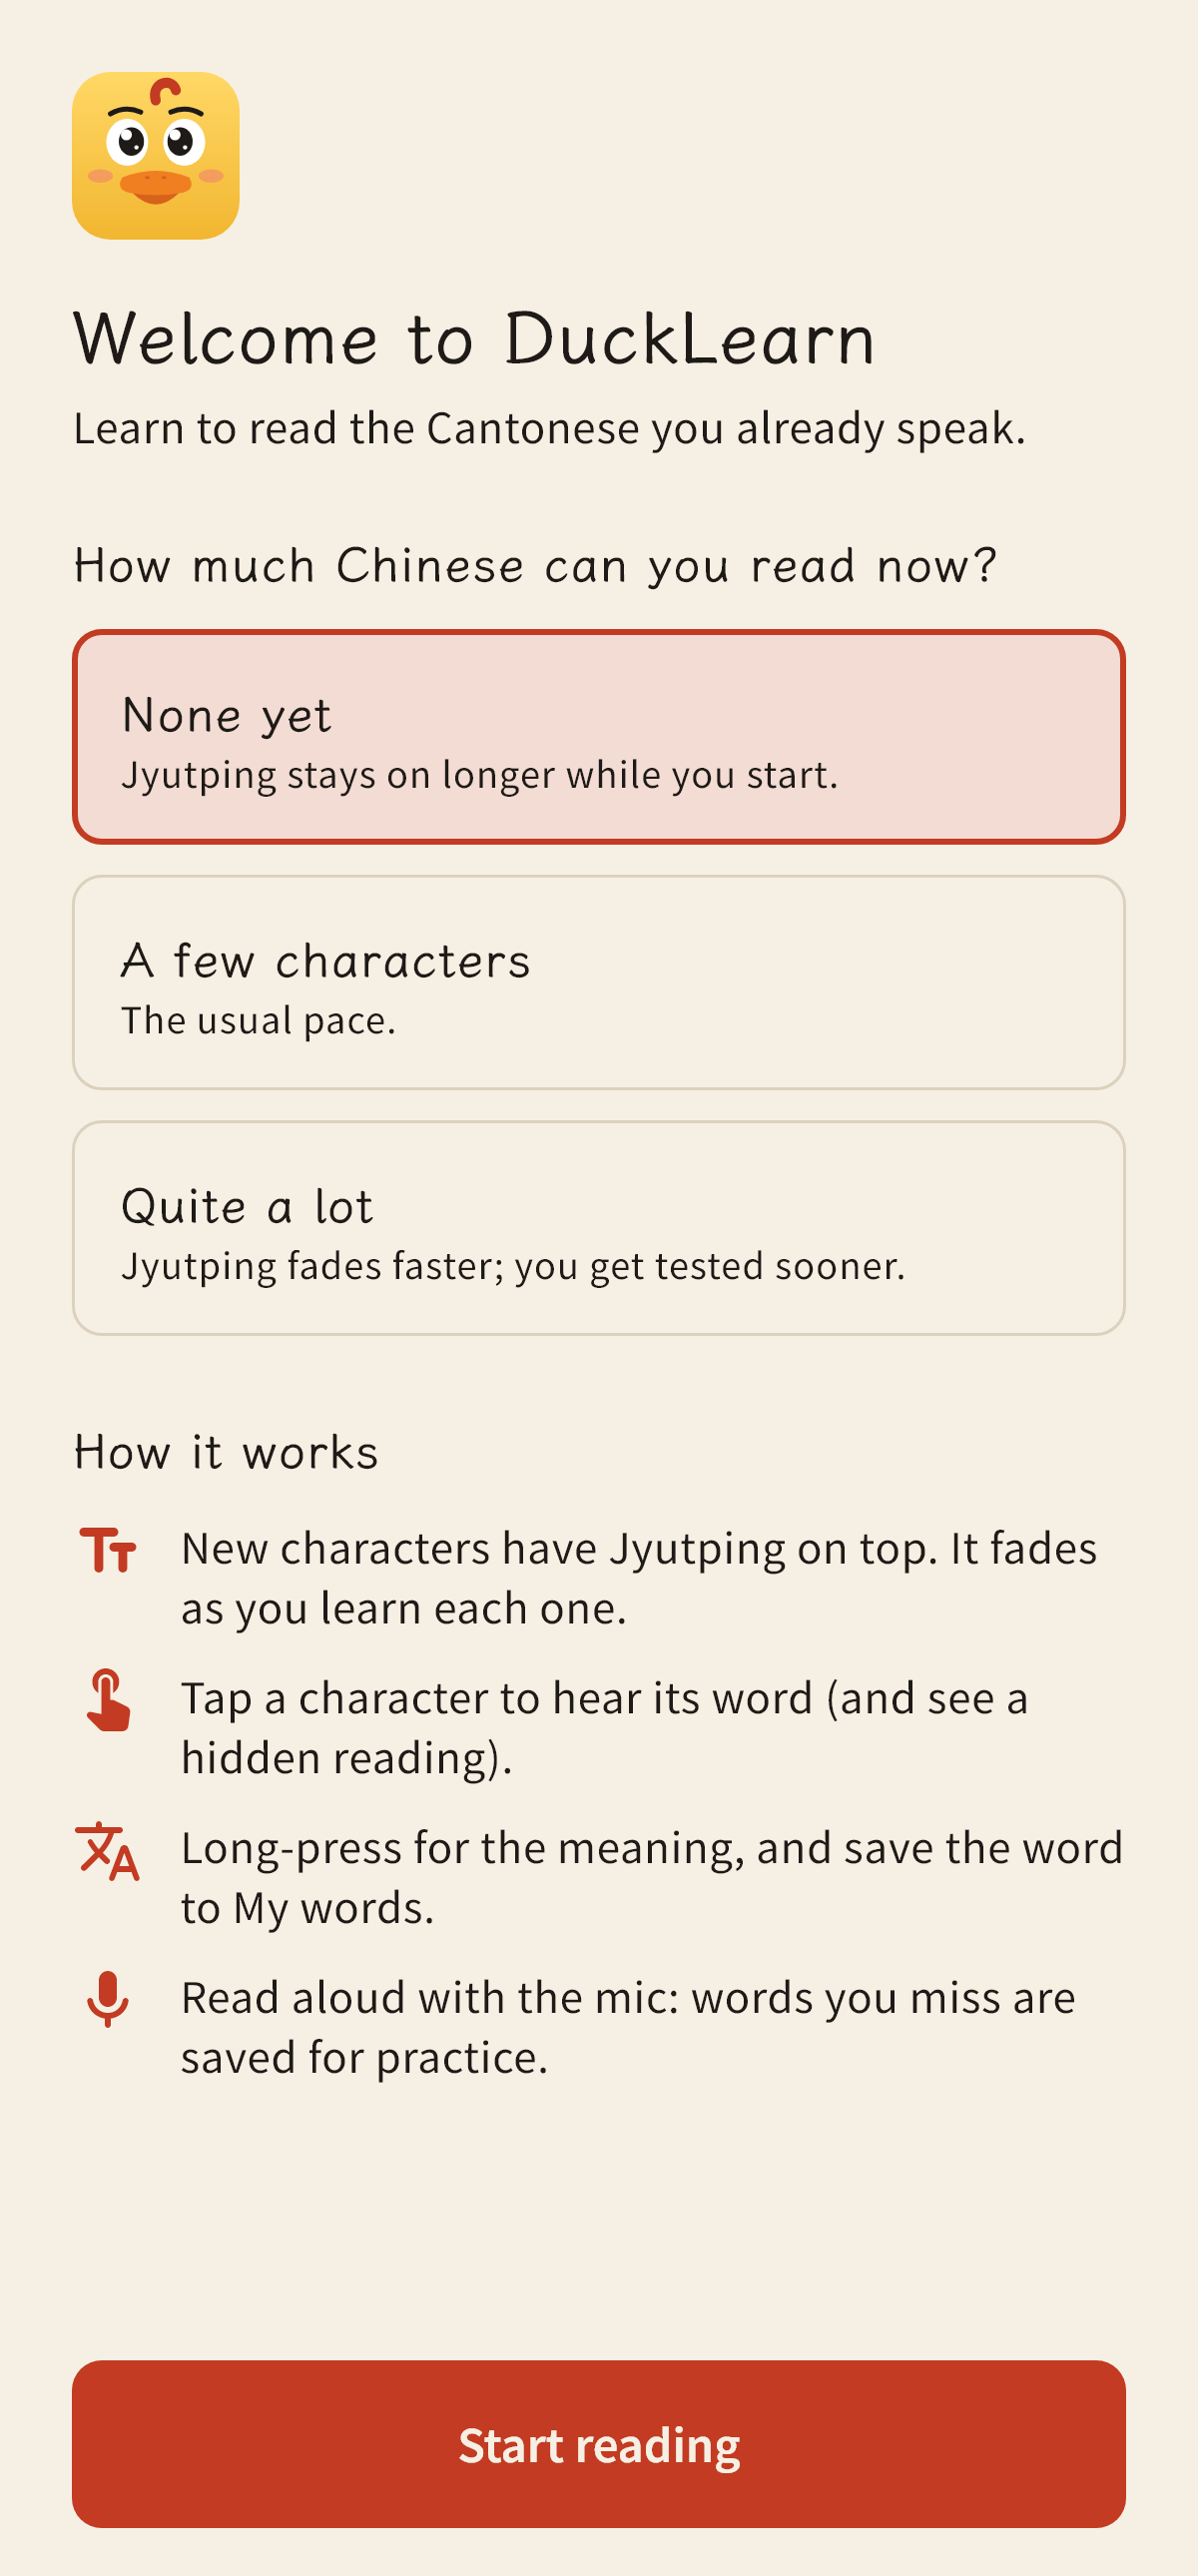 Welcome to DuckLearn
Learn to read the Cantonese you already speak.
How much Chinese can you read now?
None yet
Jyutping stays on longer while you start.
A few characters
The usual pace.
Quite a lot
Jyutping fades faster; you get tested sooner.
How it works
New characters have Jyutping on top. It fades
as you learn each one.
Tap a character to hear its word (and see a
hidden reading).
Long-press for the meaning, and save the word
to My words.
Read aloud with the mic: words you miss are
saved for practice.
Start reading